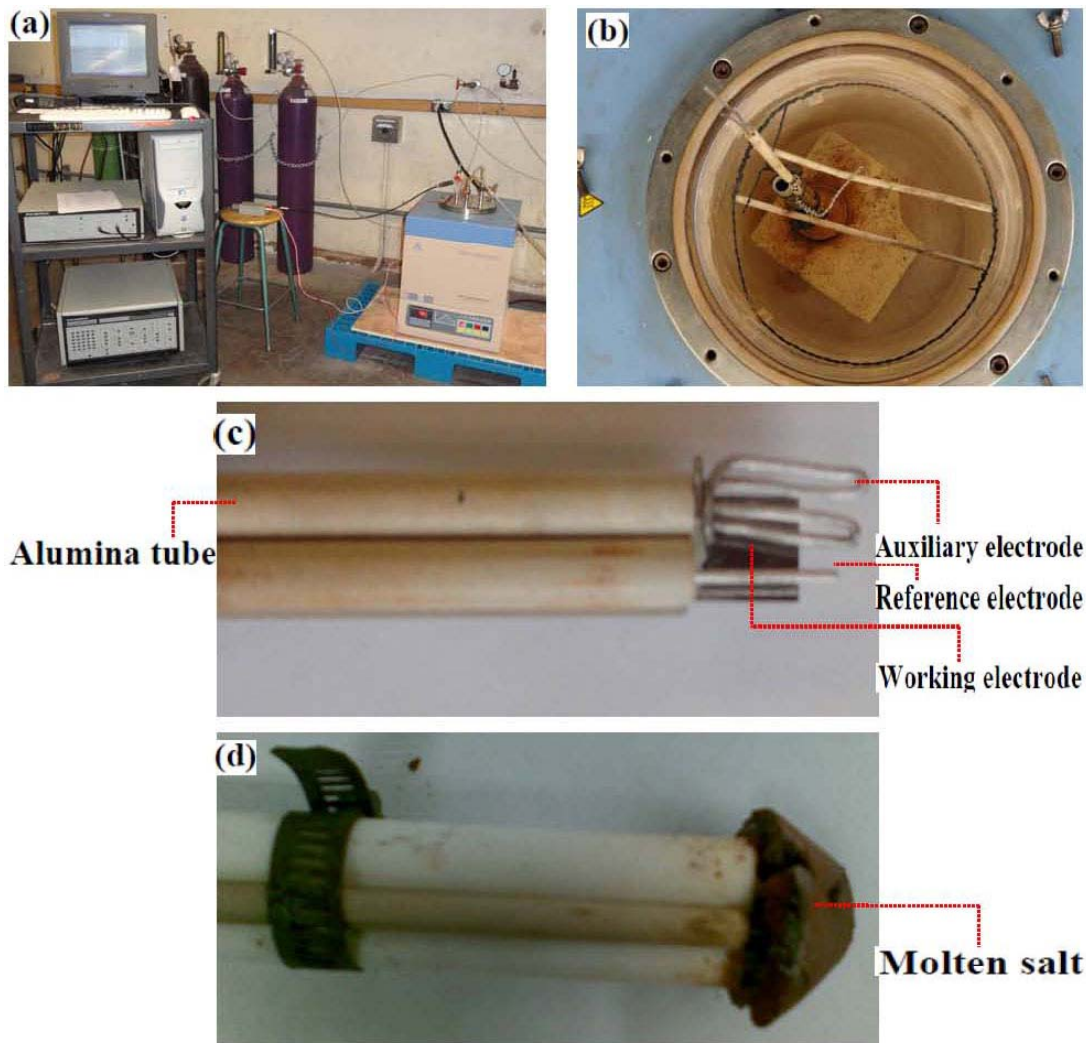 (a)
(b)
(c)
Alumina tube
Auxiliary electrode
Reference electrode
Working electrode
(d)
Molten salt